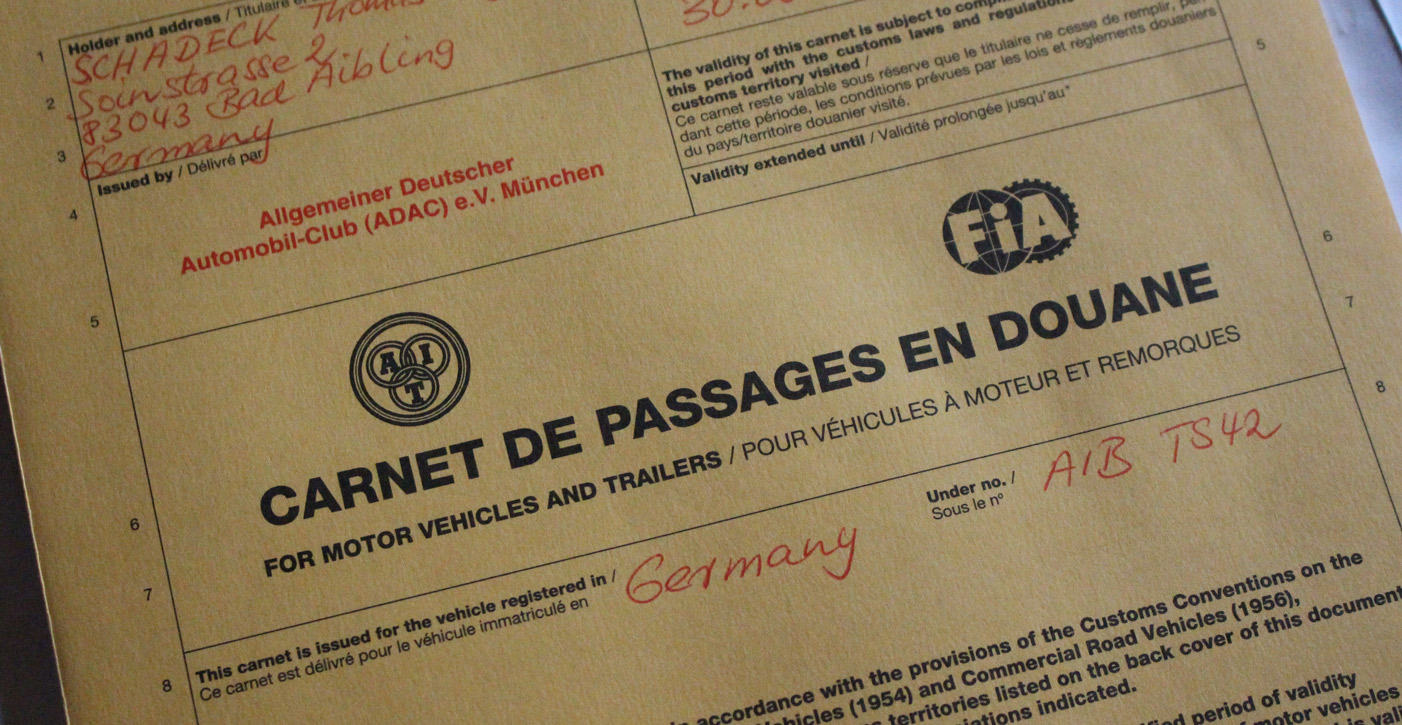 1
Holder and address / Titulaire
SCHADECK Thomas
2
Soinstrasse 2
83043 Bad Aibling
3
Germany
Issued by / Délivré par
4
Allgemeiner Deutscher
Automobil-Club (ADAC) e.V. München
5
The validity of this carnet is subject to
this period with the customs laws and regulations
customs territory visited /
Ce carnet reste valable sous réserve que le titulaire ne cesse de remplir,
dant cette période, les conditions prévues par les lois et règlements douaniers
du pays/territoire douanier visité.
5
Validity extended until / Validité prolongée jusqu'au*
AIT
FiA
6
CARNET DE PASSAGES EN DOUANE
6
7
FOR MOTOR VEHICLES AND TRAILERS / POUR VÉHICULES À MOTEUR ET REMORQUES
7
8
This carnet is issued for the vehicle registered in /
Ce carnet est délivré pour le véhicule immatriculé en
Germany
Under no. /
Sous le nº
AIB TS42
8
accordance with the provisions of the Customs Conventions on the
(1954) and Commercial Road Vehicles (1956),
territories listed on the back cover of this document
indicated.
period of validity
motor vehicles